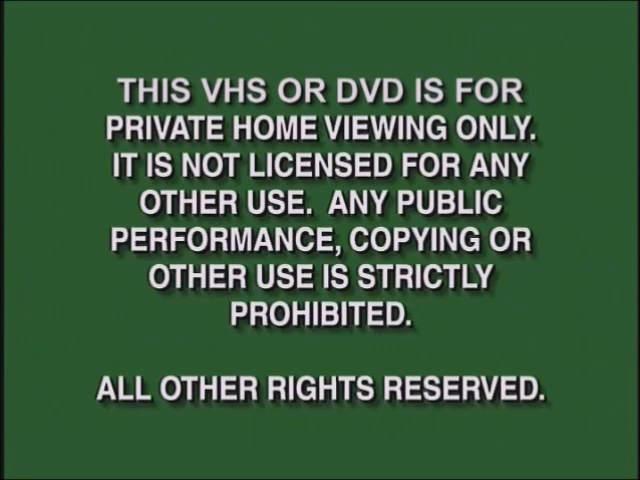 THIS VHS OR DVD IS FOR
PRIVATE HOME VIEWING ONLY.
IT IS NOT LICENSED FOR ANY
OTHER USE.  ANY PUBLIC
PERFORMANCE, COPYING OR
OTHER USE IS STRICTLY
PROHIBITED.
ALL OTHER RIGHTS RESERVED.